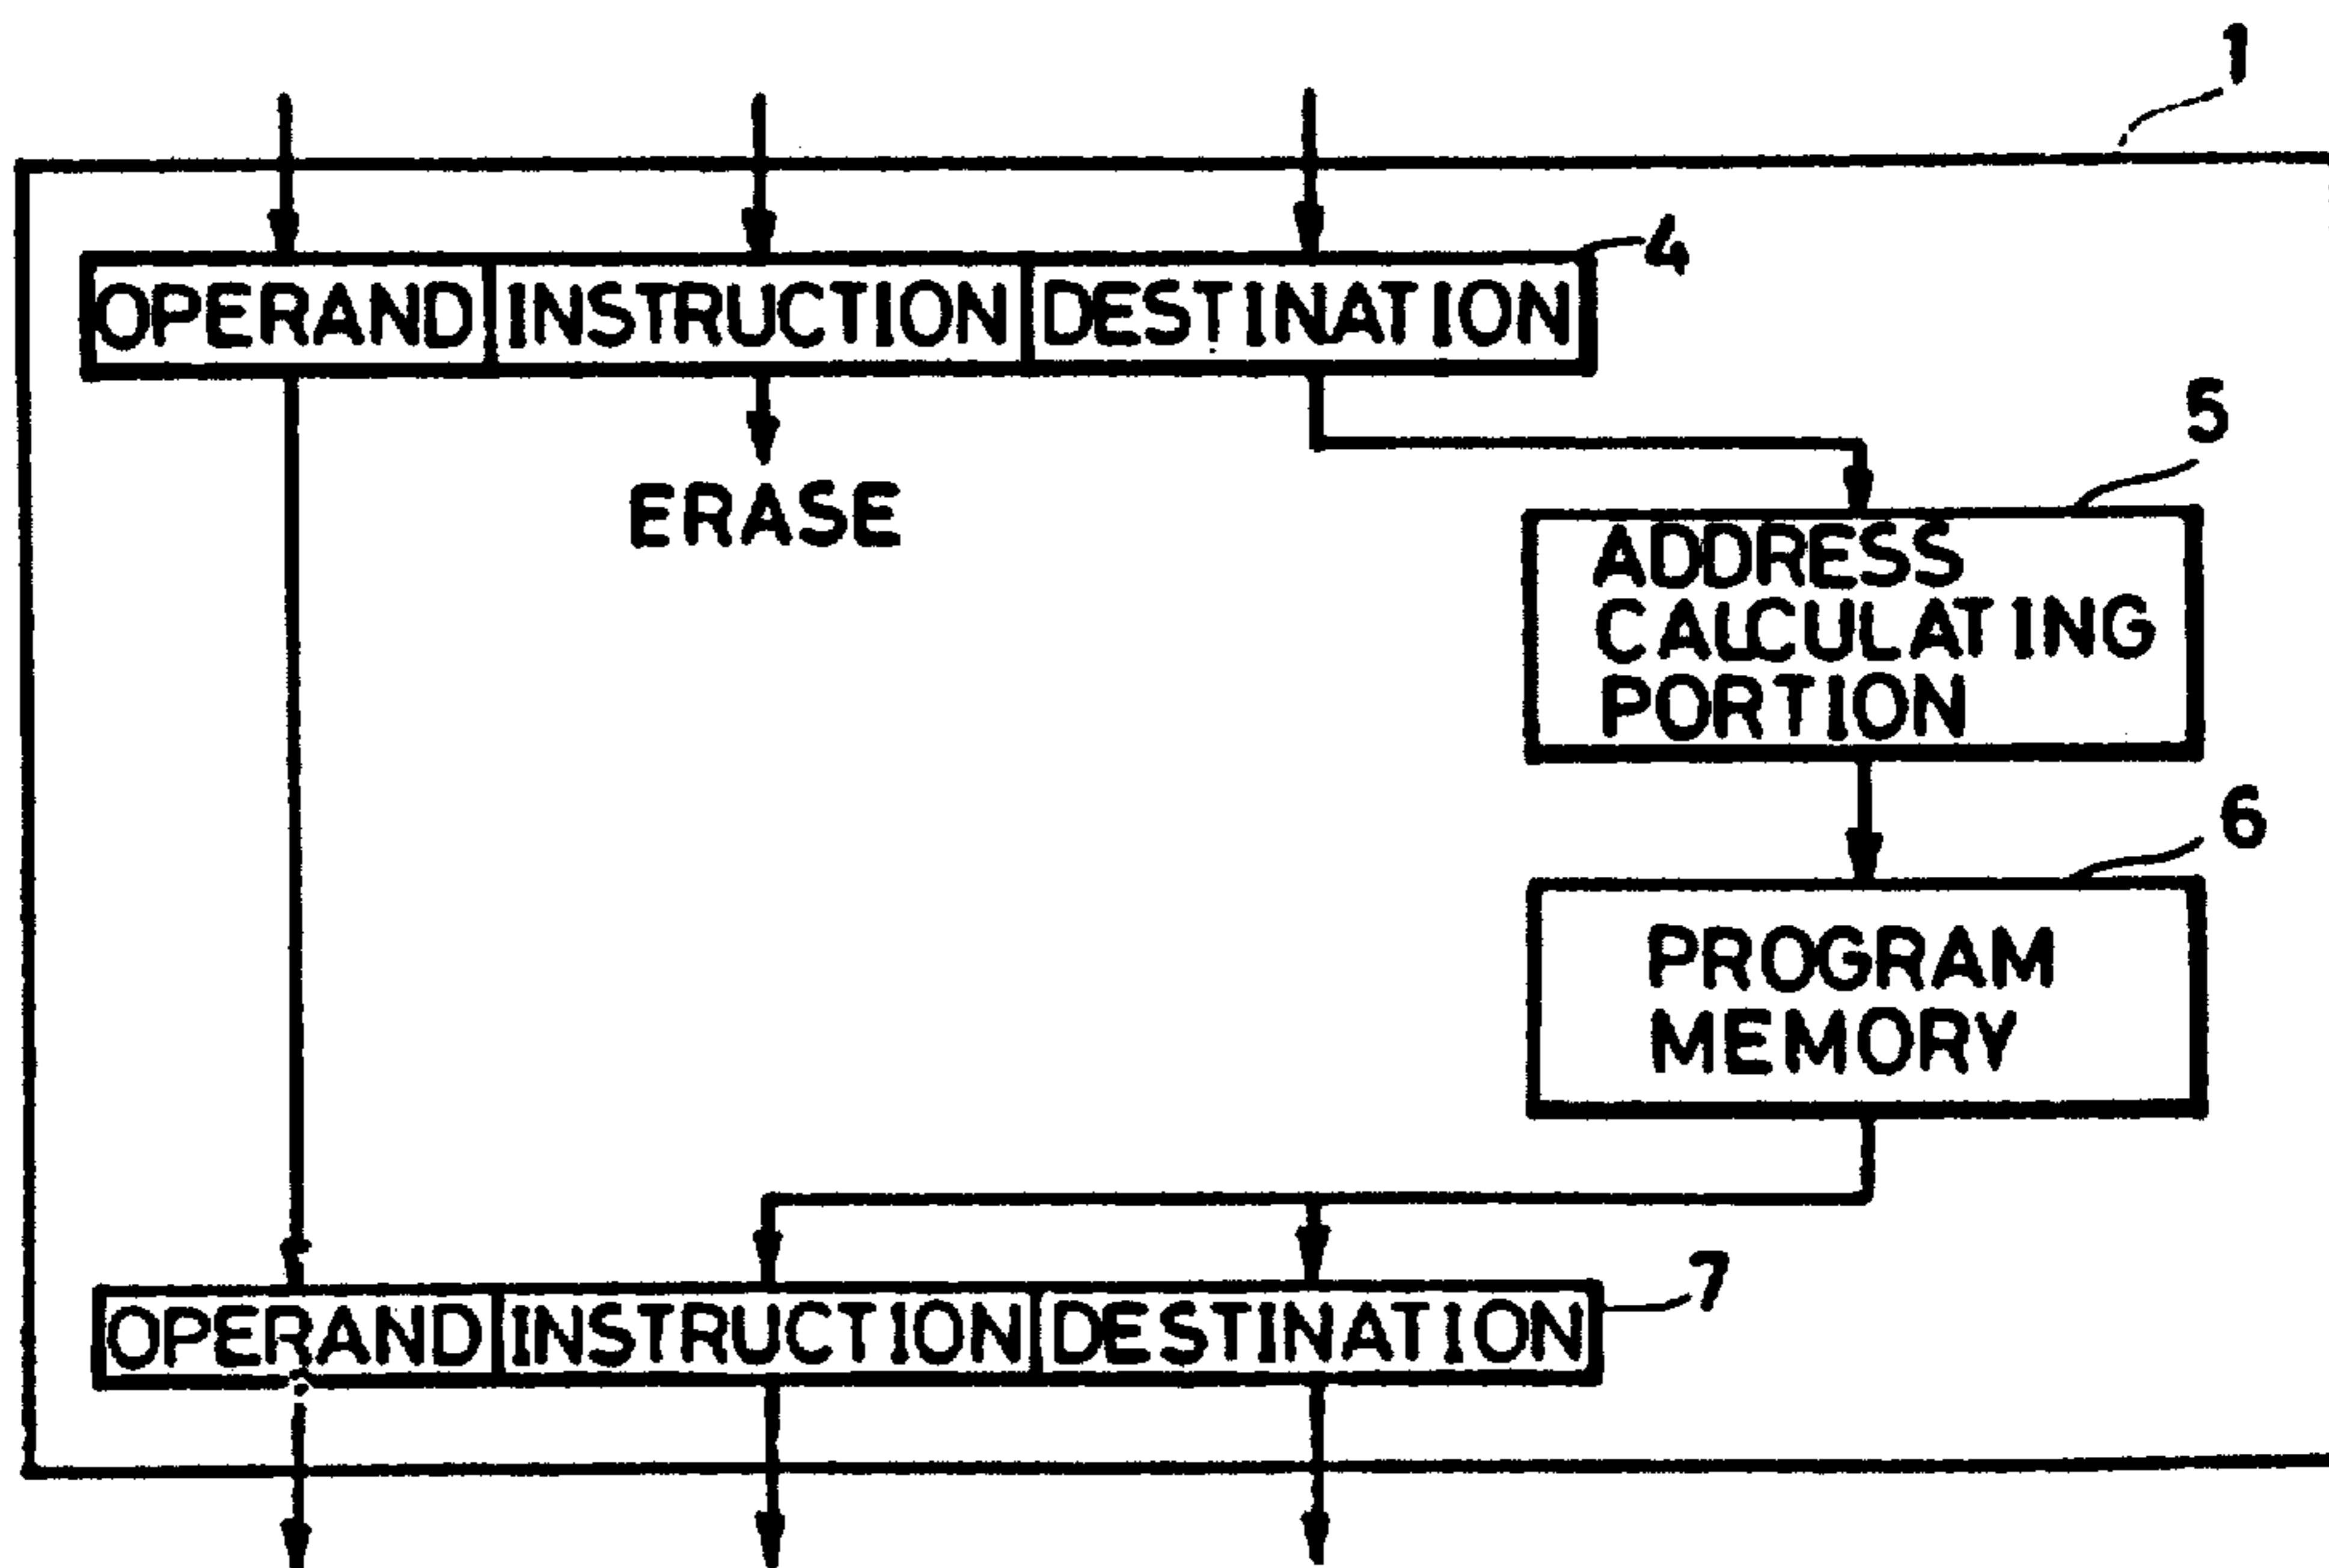 1
OPERAND INSTRUCTION DESTINATION 4
ERASE
5
ADDRESS
CALCULATING
PORTION
6
PROGRAM
MEMORY
OPERAND INSTRUCTION DESTINATION 7